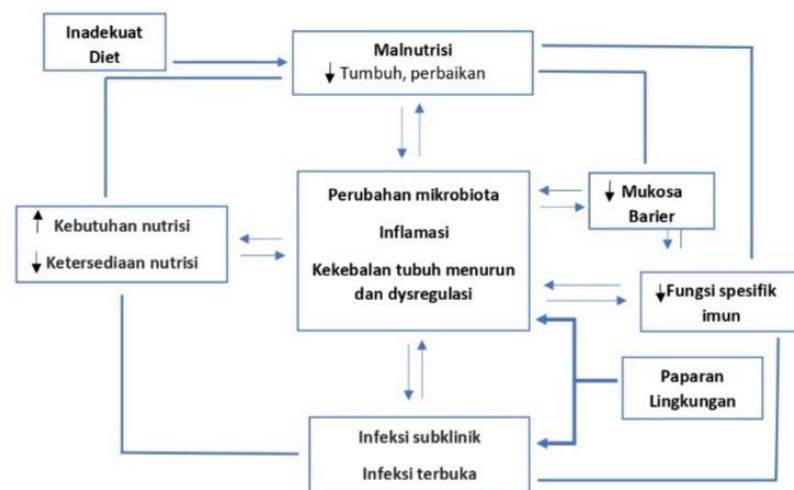 Inadekuat
Diet
Malnutrisi
↓ Tumbuh, perbaikan
Perubahan mikrobiota
Inflamasi
Kekebalan tubuh menurun
dan dysregulasi
↓ Mukosa
Barier
↑ Kebutuhan nutrisi
↓ Ketersediaan nutrisi
↓Fungsi spesifik
imun
Paparan
Lingkungan
Infeksi subklinik
Infeksi terbuka